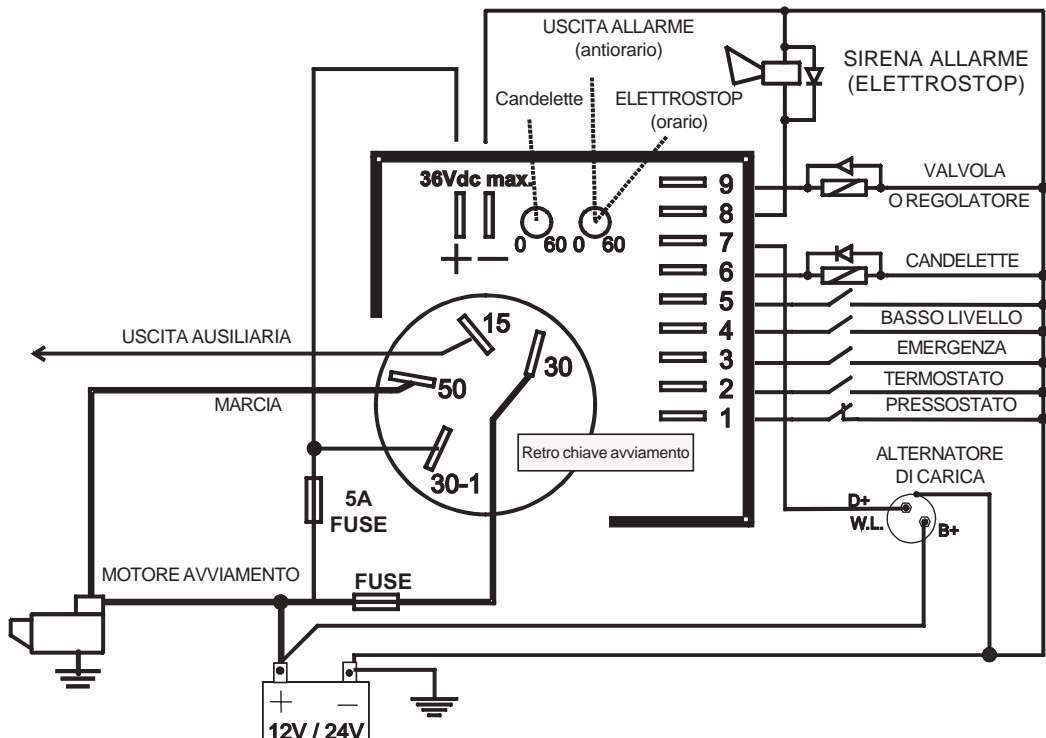 USCITA ALLARME
(antiorario)
SIRENA ALLARME
(ELETTROSTOP)
Candelette
ELETTROSTOP
(orario)
36Vdc max.
+ −
0 60
0 60
9
8
7
6
5
4
3
2
1
VALVOLA
O REGOLATORE
CANDELETTE
BASSO LIVELLO
EMERGENZA
TERMOSTATO
PRESSOSTATO
USCITA AUSILIARIA
15
30
50
MARCIA
30-1
Retro chiave avviamento
ALTERNATORE
DI CARICA
D+
W.L.
B+
5A
FUSE
MOTORE AVVIAMENTO
FUSE
+ −
12V / 24V